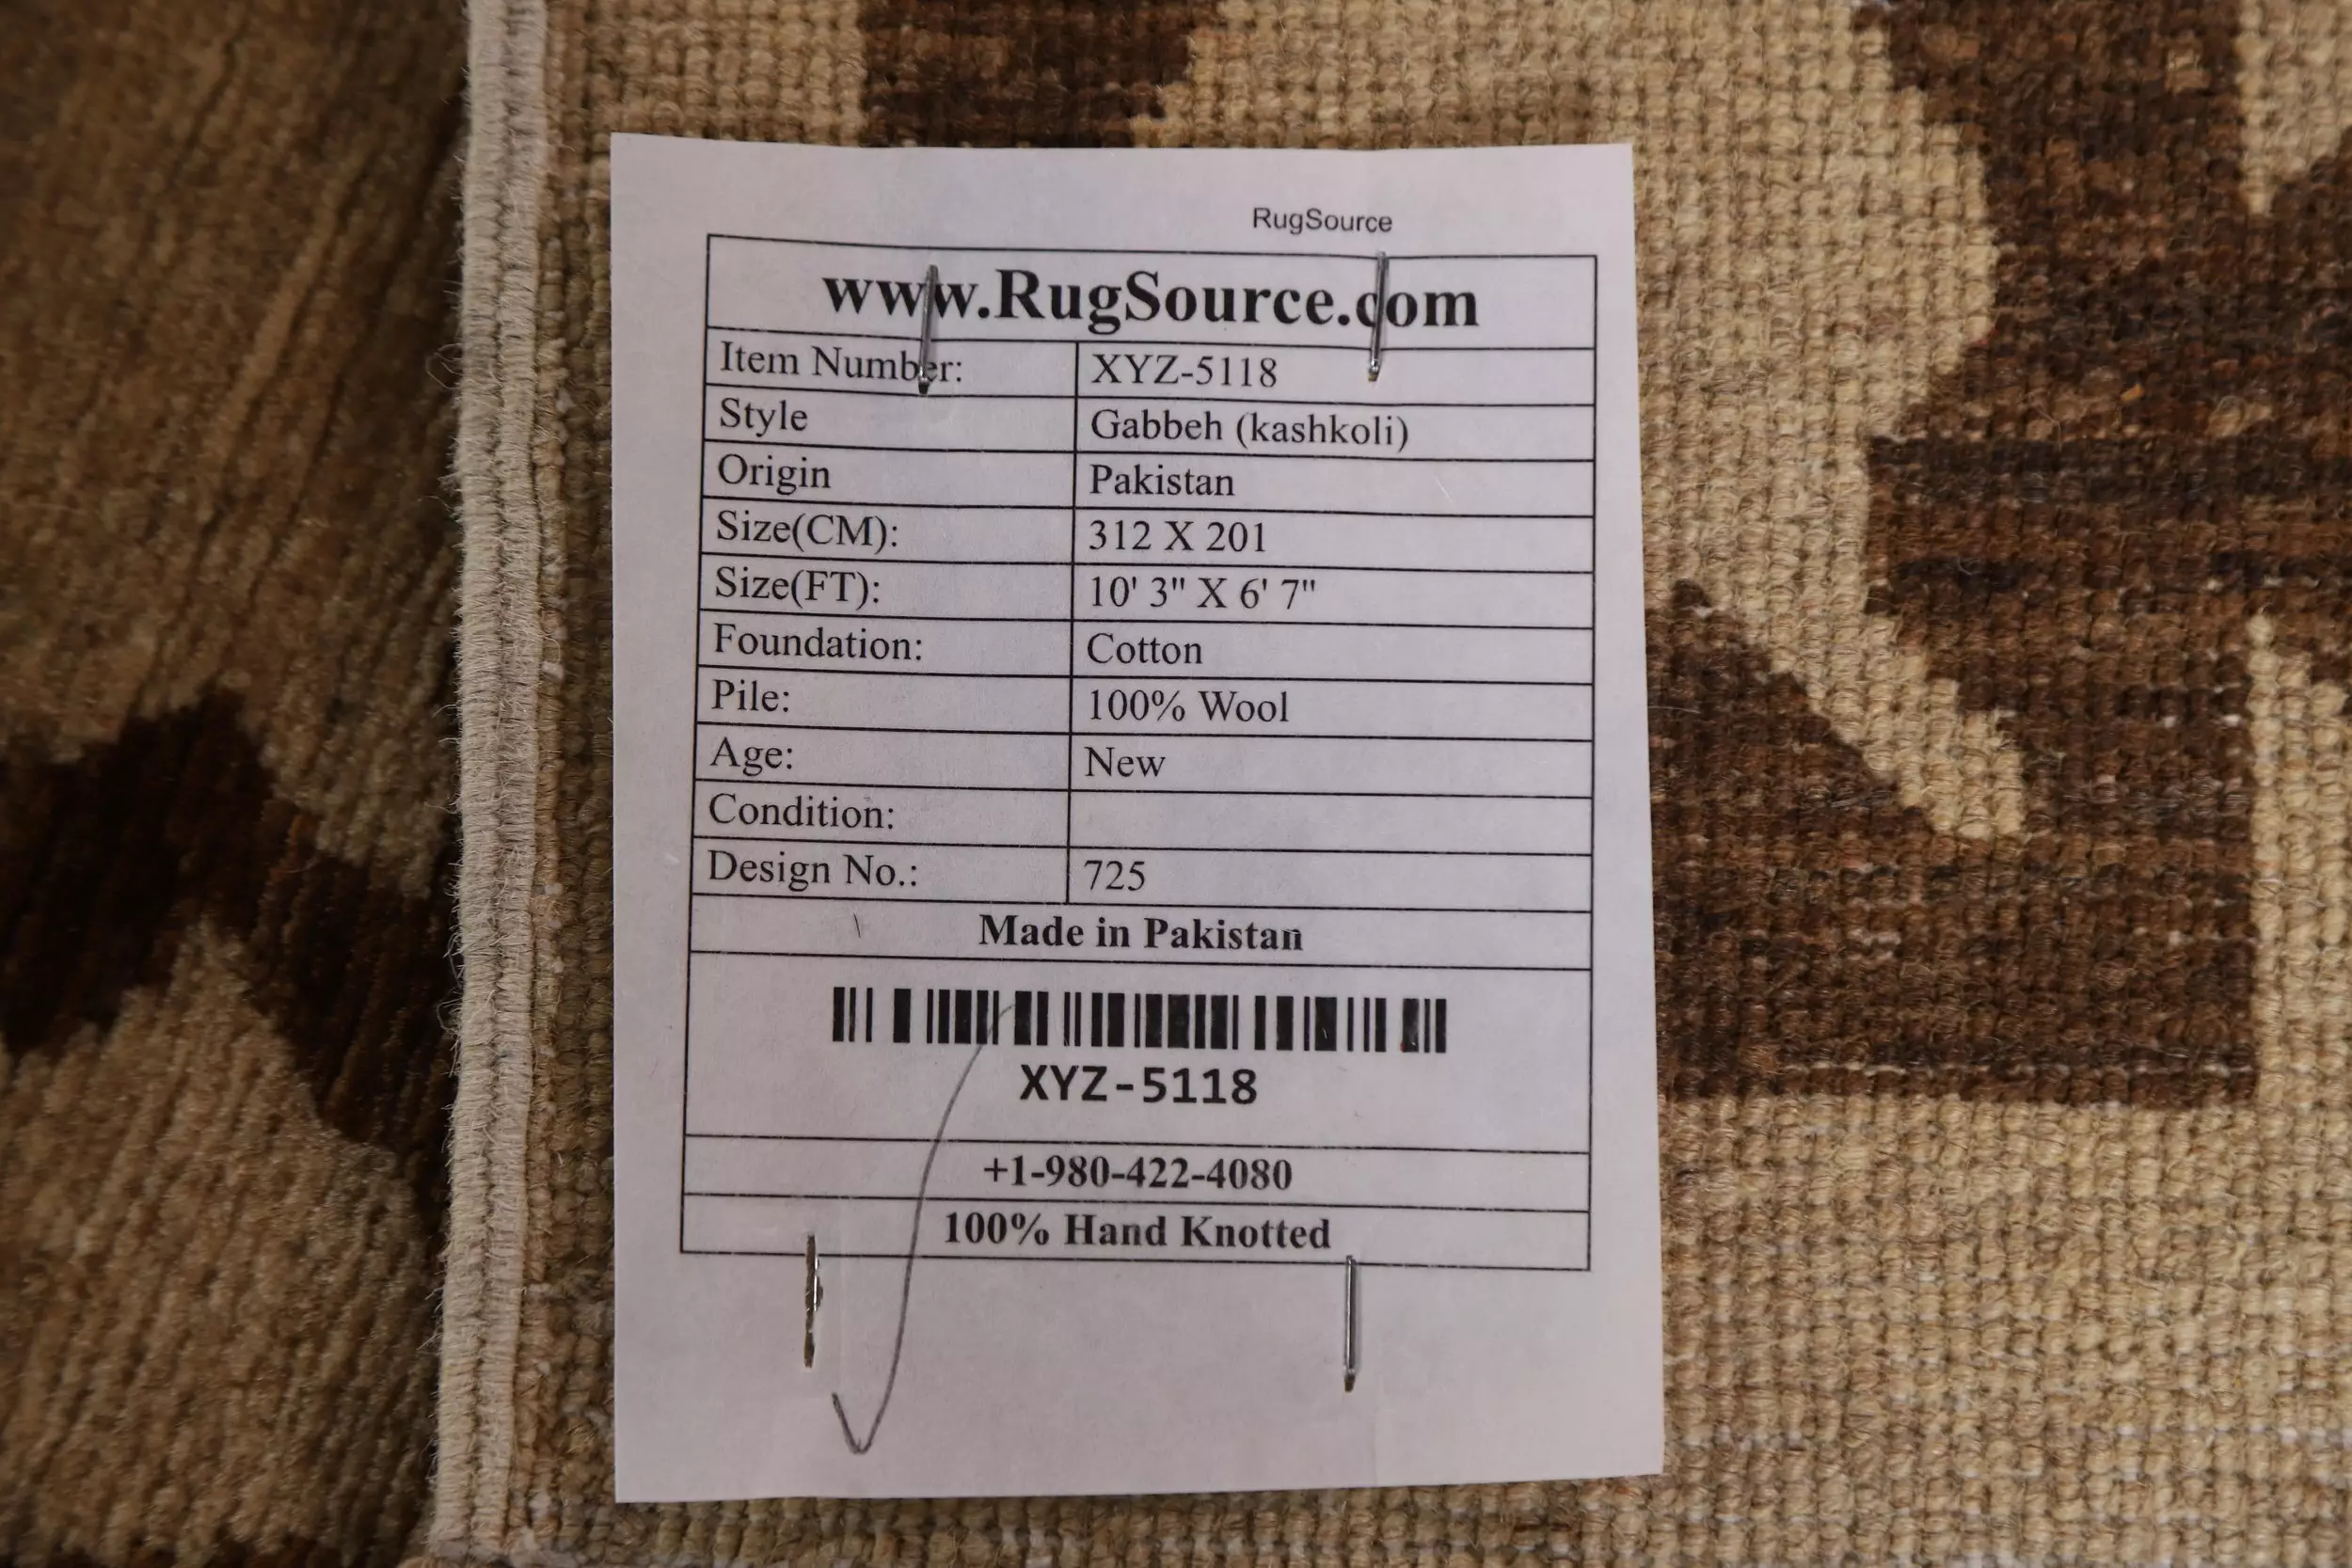 RugSource
www.RugSource.com
Item Number: XYZ-5118
Style Gabbeh (kashkoli)
Origin Pakistan
Size(CM): 312 X 201
Size(FT): 10' 3" X 6' 7"
Foundation: Cotton
Pile: 100% Wool
Age: New
Condition:
Design No.: 725
Made in Pakistan
XYZ-5118
+1-980-422-4080
100% Hand Knotted